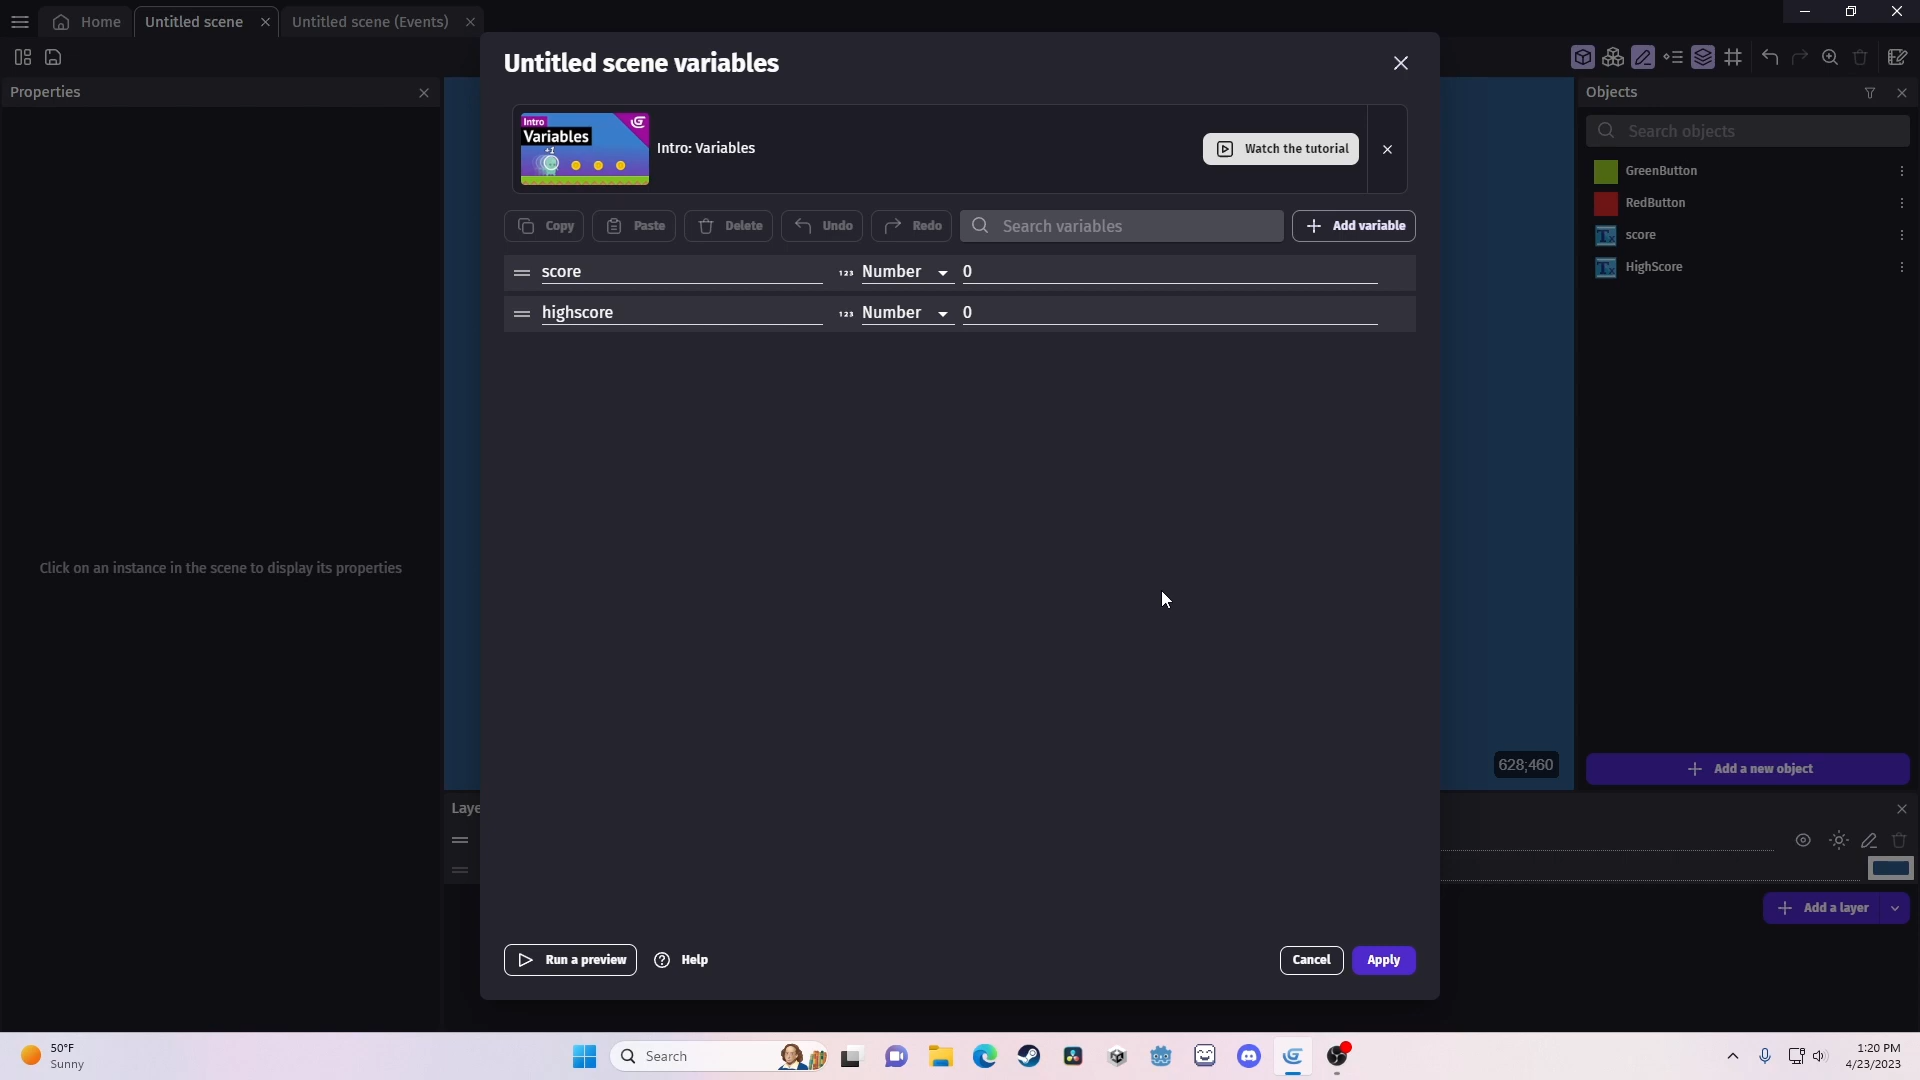 Home
Untitled scene
Untitled scene (Events)
Properties
Click on an instance in the scene to display its properties
Untitled scene variables
Intro
Variables
+1
Intro: Variables
Watch the tutorial
Copy
Paste
Delete
Undo
Redo
Search variables
Add variable
score
123 Number
0
highscore
123 Number
0
Run a preview
Help
Cancel
Apply
Objects
Search objects
GreenButton
RedButton
score
HighScore
628;460
Add a new object
Laye
Add a layer
50°F
Sunny
Search
1:20 PM
4/23/2023